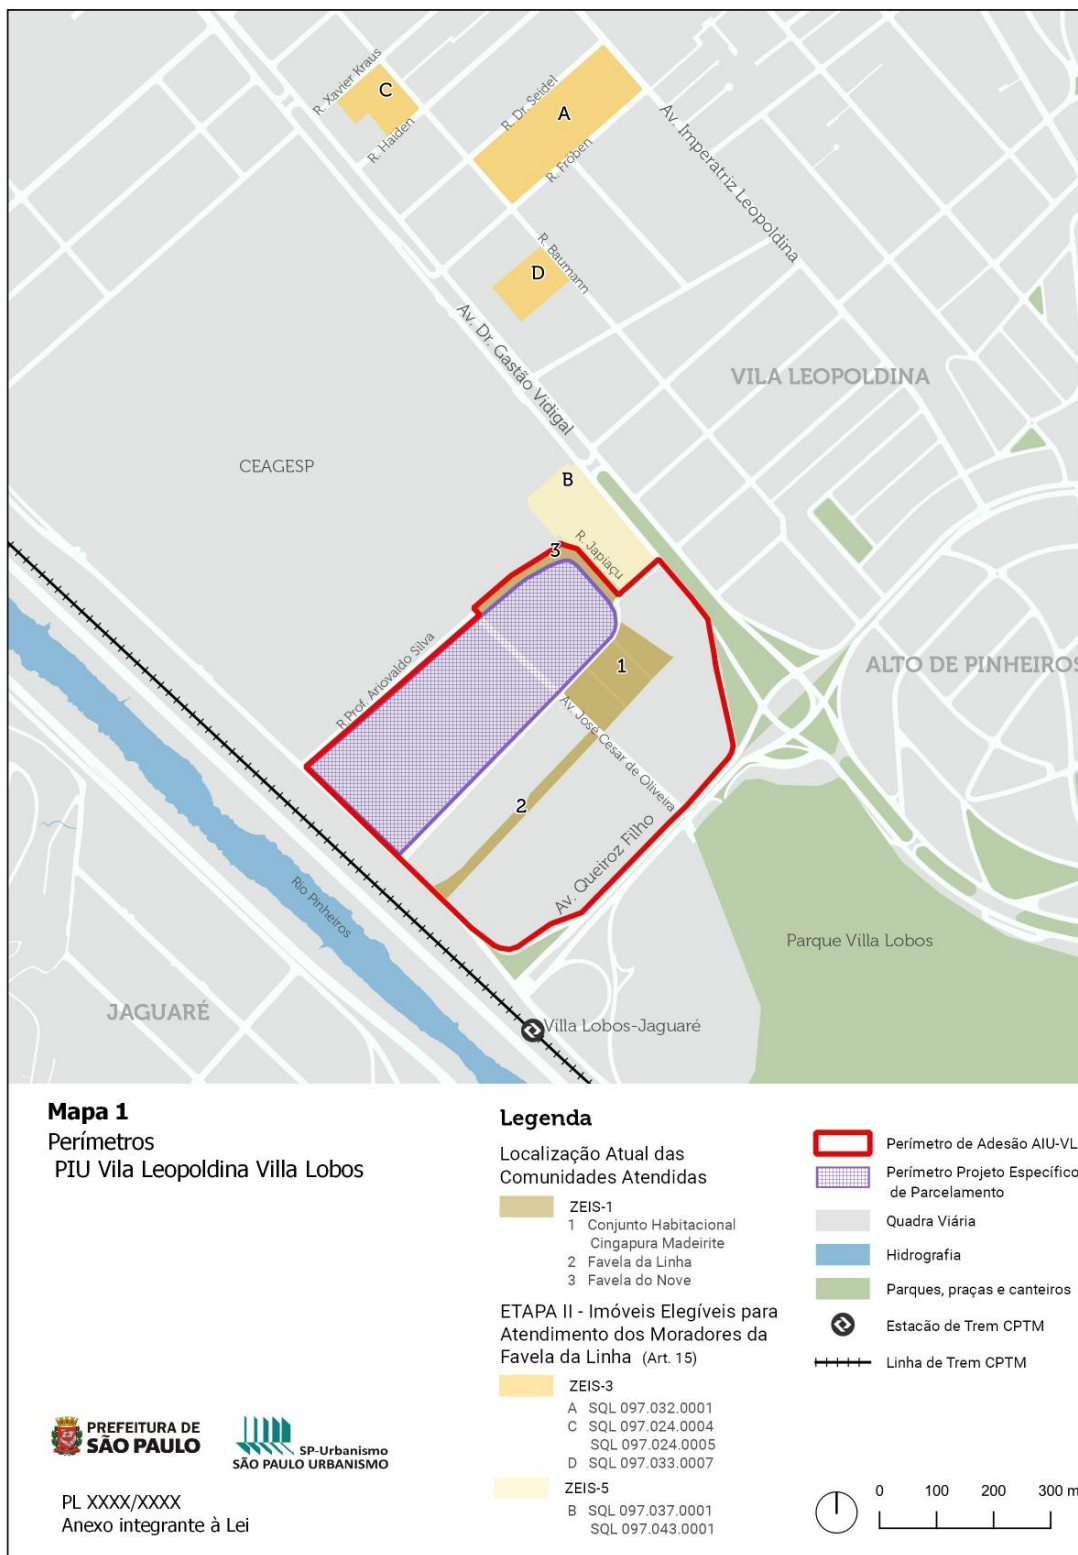 R. Xavier Kraus
C
R. Haiden
R. Dr. Seidel
A
R. Fröben
Av. Imperatriz Leopoldina
R. Baumann
D
Av. Dr. Gastão Vidigal
VILA LEOPOLDINA
CEAGESP
B
R. Japiaçu
3
R.Prof. Ariovaldo Silva
1
ALTO DE PINHEIROS
Av. José Cesar de Oliveira
2
Av. Queiroz Filho
Rio Pinheiros
Parque Villa Lobos
JAGUARÉ
Villa Lobos-Jaguaré
Mapa 1
Perímetros
PIU Vila Leopoldina Villa Lobos
Legenda
Localização Atual das
Comunidades Atendidas
ZEIS-1
1 Conjunto Habitacional
Cingapura Madeirite
2 Favela da Linha
3 Favela do Nove
ETAPA II - Imóveis Elegíveis para
Atendimento dos Moradores da
Favela da Linha (Art. 15)
ZEIS-3
A SQL 097.032.0001
C SQL 097.024.0004
SQL 097.024.0005
D SQL 097.033.0007
ZEIS-5
B SQL 097.037.0001
SQL 097.043.0001
Perímetro de Adesão AIU-VL
Perímetro Projeto Específico
de Parcelamento
Quadra Viária
Hidrografia
Parques, praças e canteiros
Estacão de Trem CPTM
Linha de Trem CPTM
0 100 200 300 m
PREFEITURA DE
SÃO PAULO
SP-Urbanismo
SÃO PAULO URBANISMO
PL XXXX/XXXX
Anexo integrante à Lei